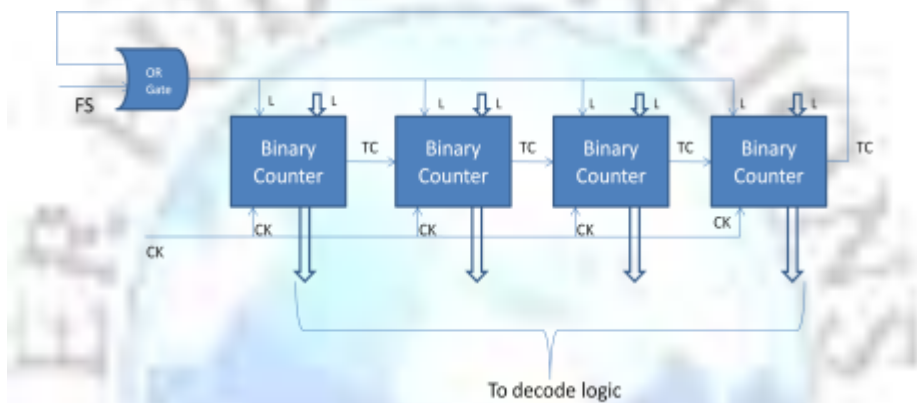 OR
Gate
FS
L L L L L L L L
Binary
Counter
TC
Binary
Counter
TC
Binary
Counter
TC
Binary
Counter
TC
CK CK CK CK
CK
To decode logic